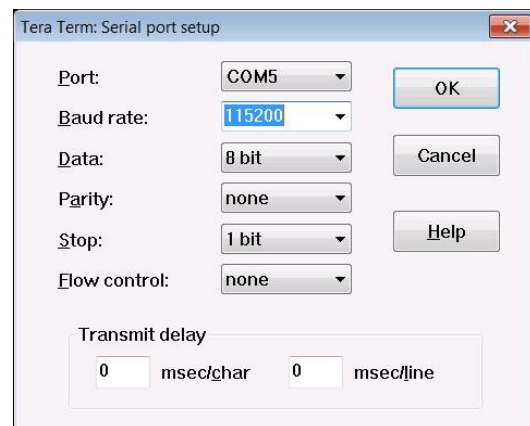 Tera Term: Serial port setup
Port: COM5
OK
Baud rate: 115200
Data: 8 bit
Cancel
Parity: none
Stop: 1 bit
Help
Flow control: none
Transmit delay
0 msec/char 0 msec/line